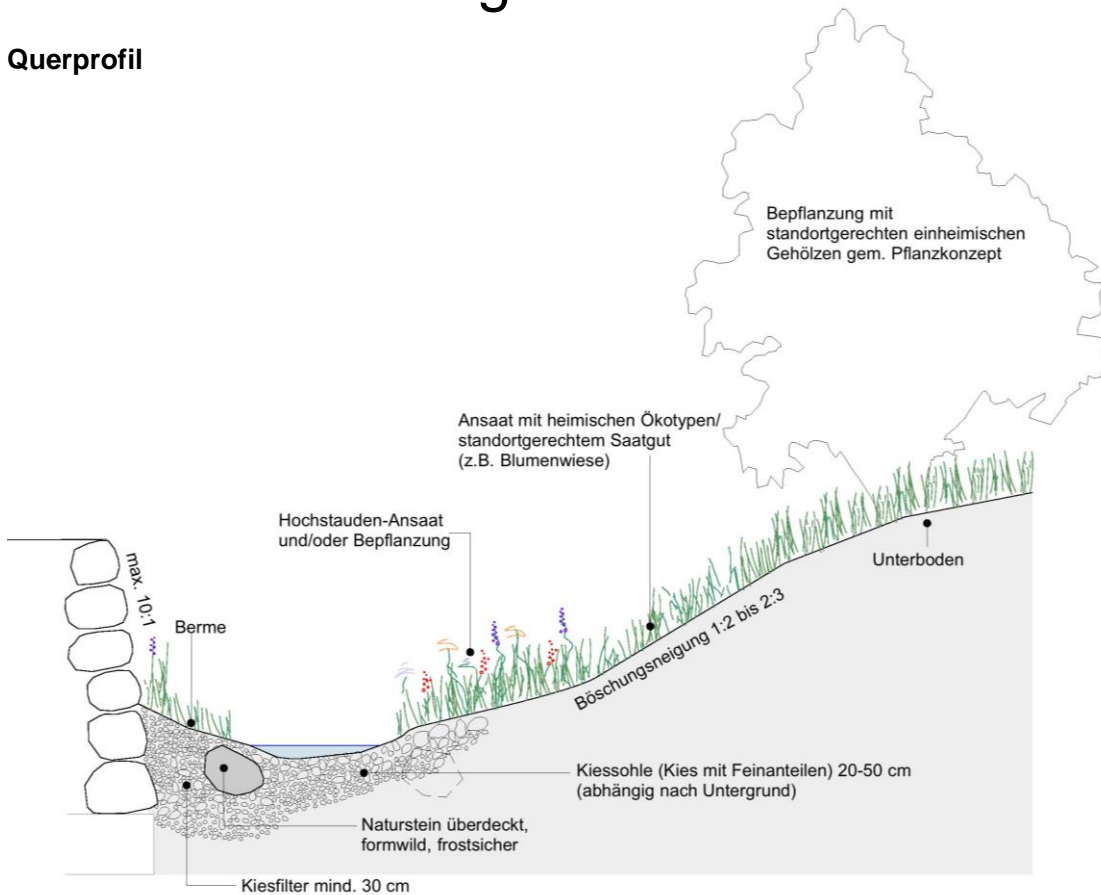 Querprofil
Bepflanzung mit
standortgerechten einheimischen
Gehölzen gem. Pflanzkonzept
Ansaat mit heimischen Ökotypen/
standortgerechtem Saatgut
(z.B. Blumenwiese)
Hochstauden-Ansaat
und/oder Bepflanzung
Unterboden
max. 10:1
Berme
Böschungsneigung 1:2 bis 2:3
Kiessohle (Kies mit Feinanteilen) 20-50 cm
(abhängig nach Untergrund)
Naturstein überdeckt,
formwild, frostsicher
Kiesfilter mind. 30 cm